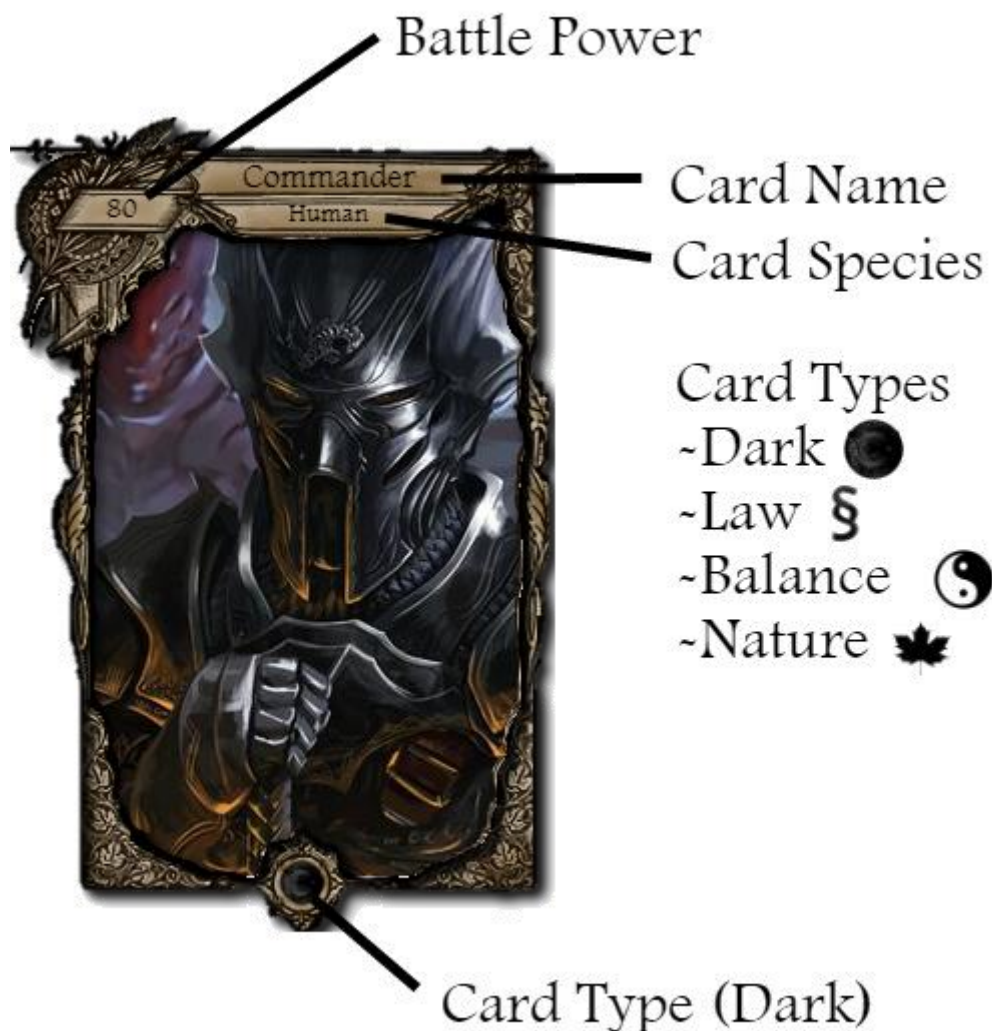 Battle Power
Commander
80
Human
Card Name
Card Species
Card Types
~Dark
~Law §
~Balance
~Nature
Card Type (Dark)